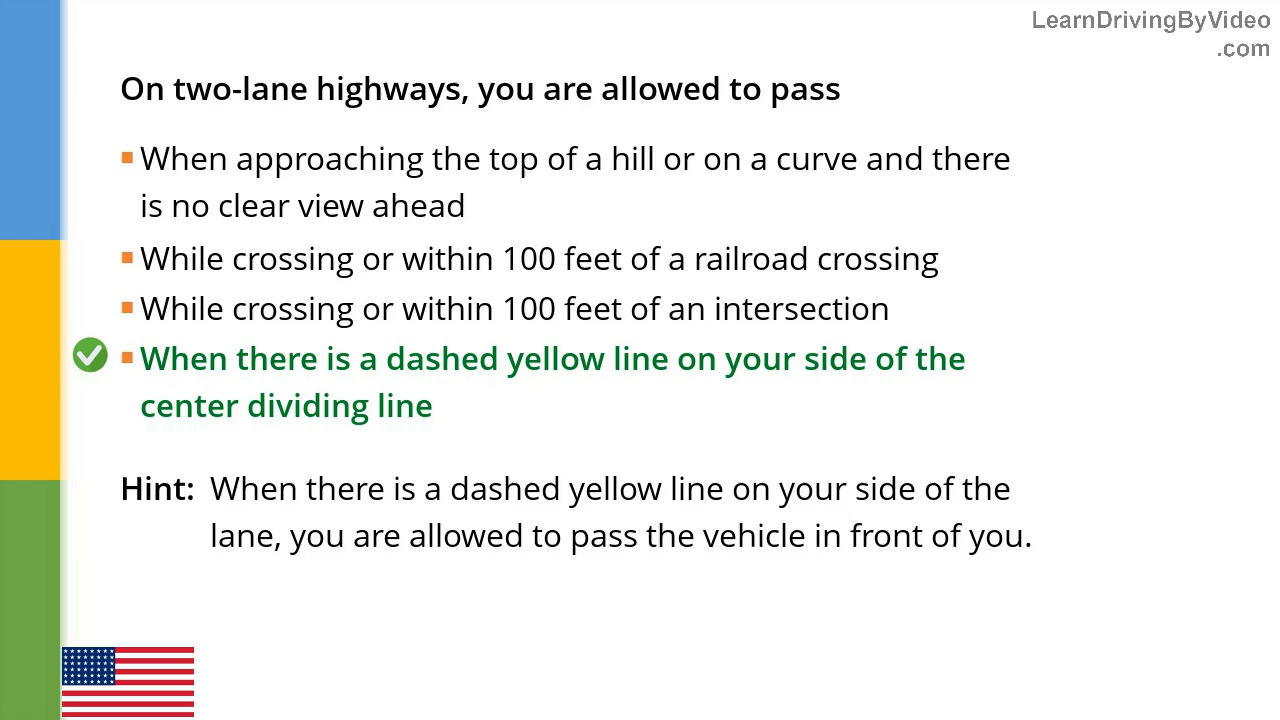 LearnDrivingByVideo
.com
On two-lane highways, you are allowed to pass
When approaching the top of a hill or on a curve and there
is no clear view ahead
While crossing or within 100 feet of a railroad crossing
While crossing or within 100 feet of an intersection
When there is a dashed yellow line on your side of the
center dividing line
Hint: When there is a dashed yellow line on your side of the
lane, you are allowed to pass the vehicle in front of you.